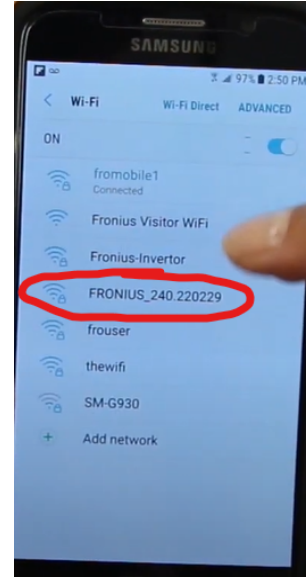 SAMSUNG
97% 2:50 PM
Wi-Fi Wi-Fi Direct ADVANCED
ON
fromobile1
Connected
Fronius Visitor WiFi
Fronius-Invertor
FRONIUS_240.220229
frouser
thewifi
SM-G930
+ Add network